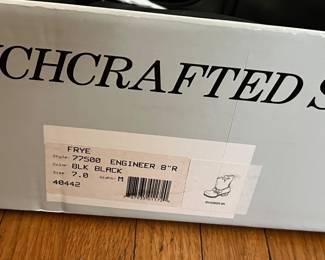 CHCRAFTED S
FRYE
Style: 77500 ENGINEER 8"R
Color: BLK BLACK
Size: 7.0 Width: M
40442